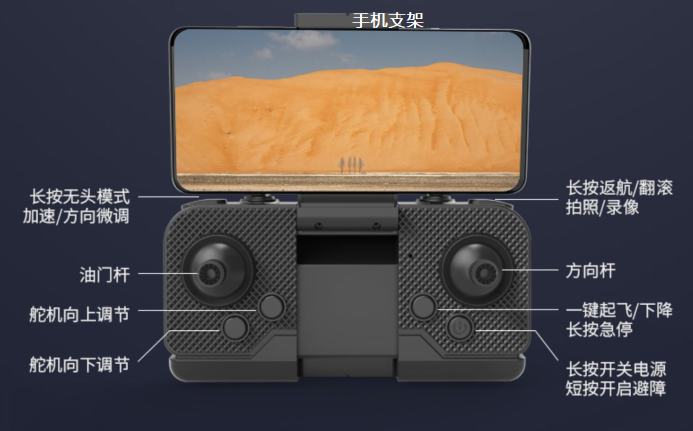 手机支架
长按无头模式
加速/方向微调
油门杆
舵机向上调节
舵机向下调节
长按返航/翻滚
拍照/录像
方向杆
一键起飞/下降
长按急停
长按开关电源
短按开启避障